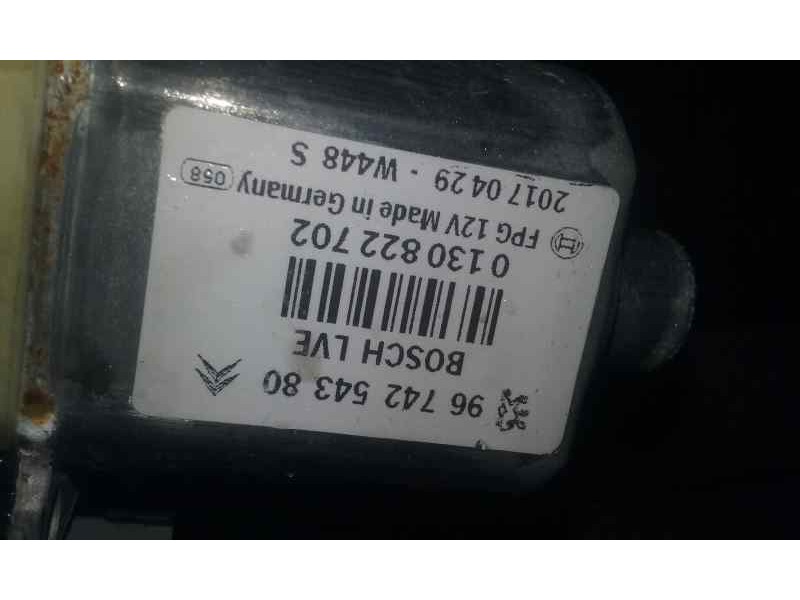 96 742 543 80
BOSCH LVE
0 130 822 702
FPG 12V Made in Germany 058
2017 04 29 - W448 S